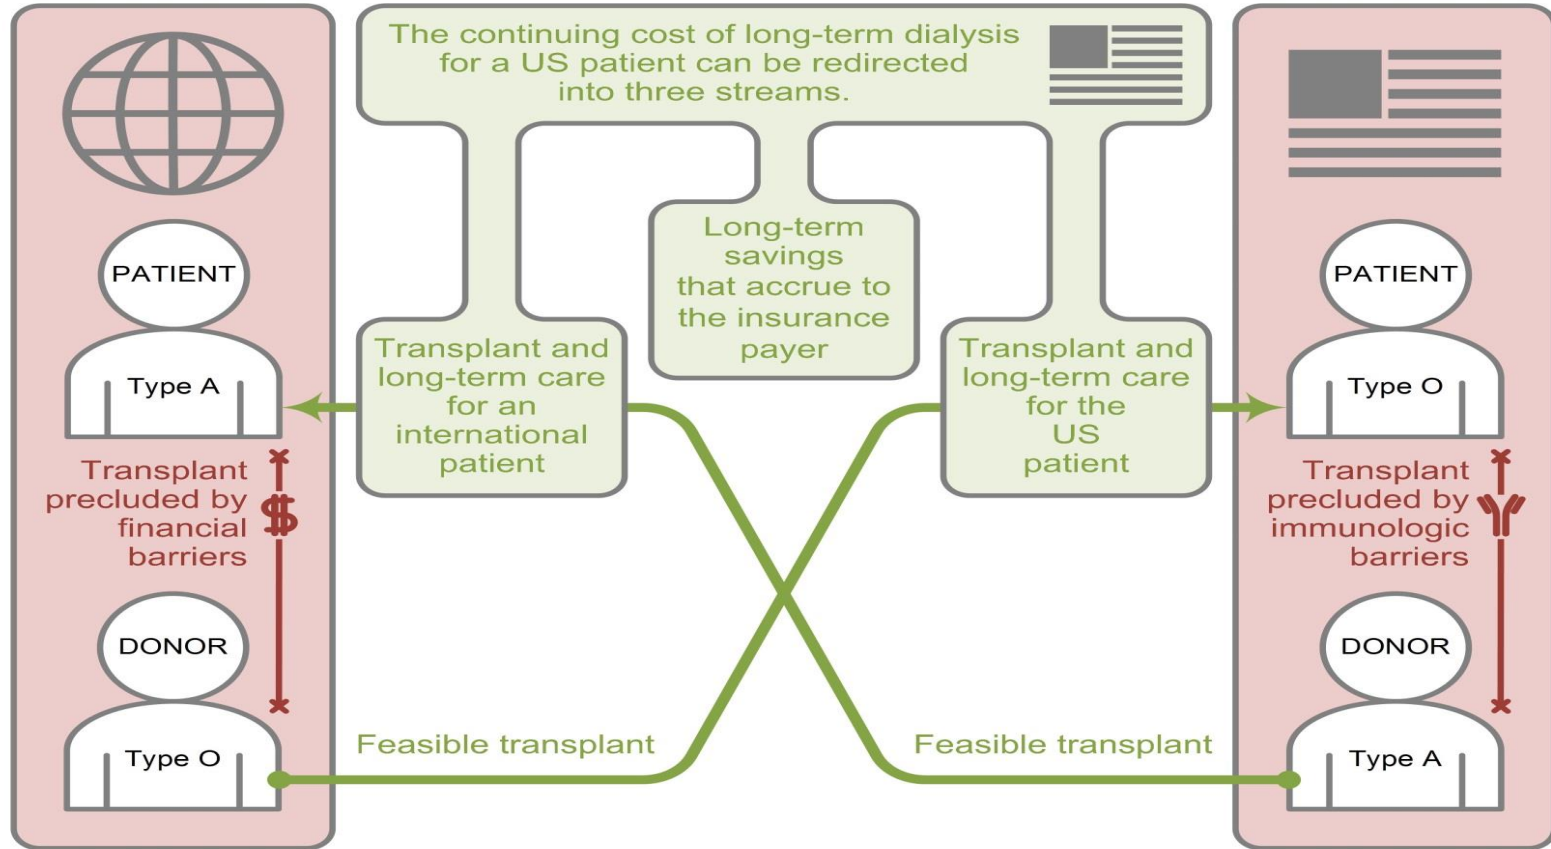 The continuing cost of long-term dialysis
for a US patient can be redirected
into three streams.
PATIENT
Type A
Transplant
precluded by
financial
barriers
$
DONOR
Type O
Transplant and
long-term care
for an
international
patient
Long-term
savings
that accrue to
the insurance
payer
Transplant and
long-term care
for the
US
patient
Feasible transplant
Feasible transplant
PATIENT
Type O
Transplant
precluded by
immunologic
barriers
DONOR
Type A